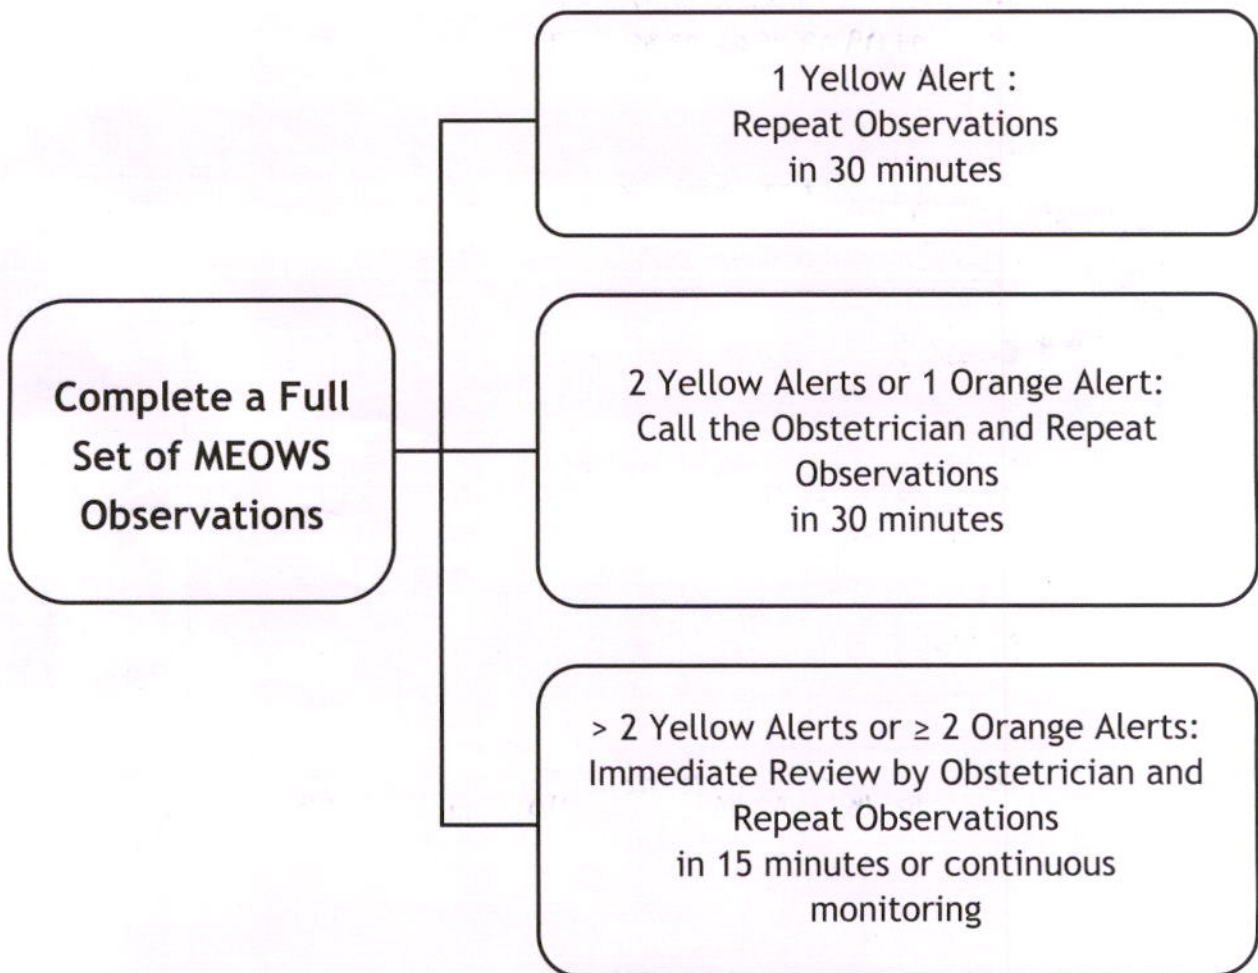 1 Yellow Alert :
Repeat Observations
in 30 minutes
Complete a Full
Set of MEOWS
Observations
2 Yellow Alerts or 1 Orange Alert:
Call the Obstetrician and Repeat
Observations
in 30 minutes
> 2 Yellow Alerts or ≥ 2 Orange Alerts:
Immediate Review by Obstetrician and
Repeat Observations
in 15 minutes or continuous
monitoring